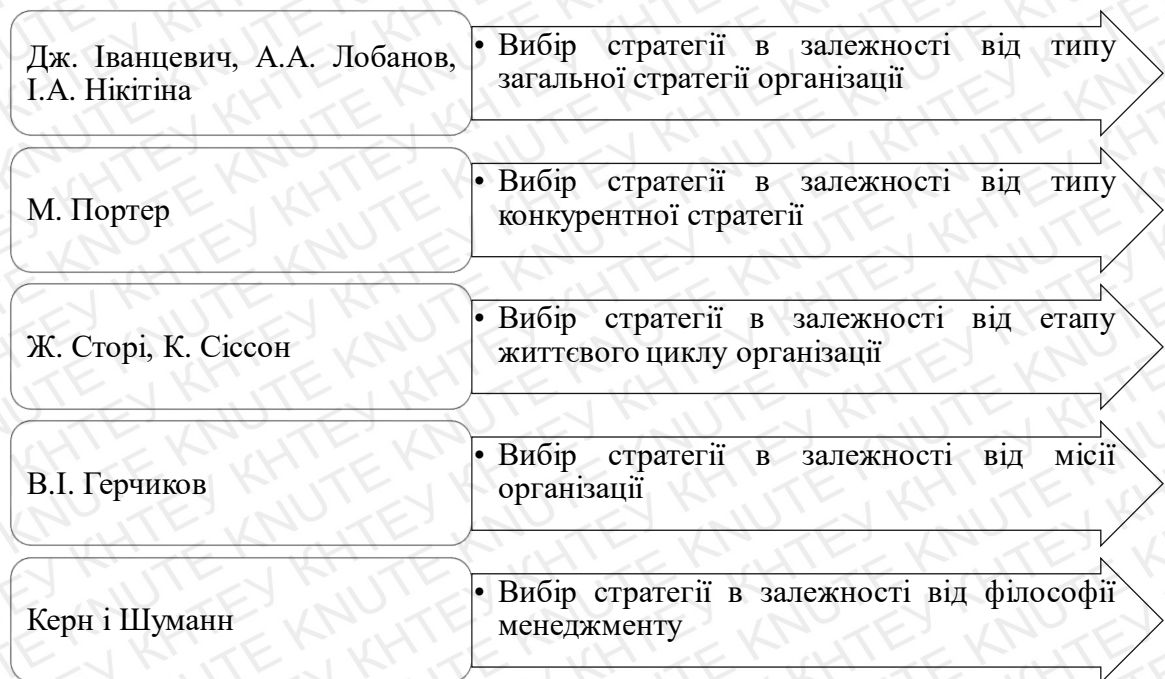 Дж. Іванцевич, А.А. Лобанов,
І.А. Нікітіна
• Вибір стратегії в залежності від типу
загальної стратегії організації
М. Портер
• Вибір стратегії в залежності від типу
конкурентної стратегії
Ж. Сторі, К. Сіссон
• Вибір стратегії в залежності від етапу
життєвого циклу організації
В.І. Герчиков
• Вибір стратегії в залежності від місії
організації
Керн і Шуманн
• Вибір стратегії в залежності від філософії
менеджменту